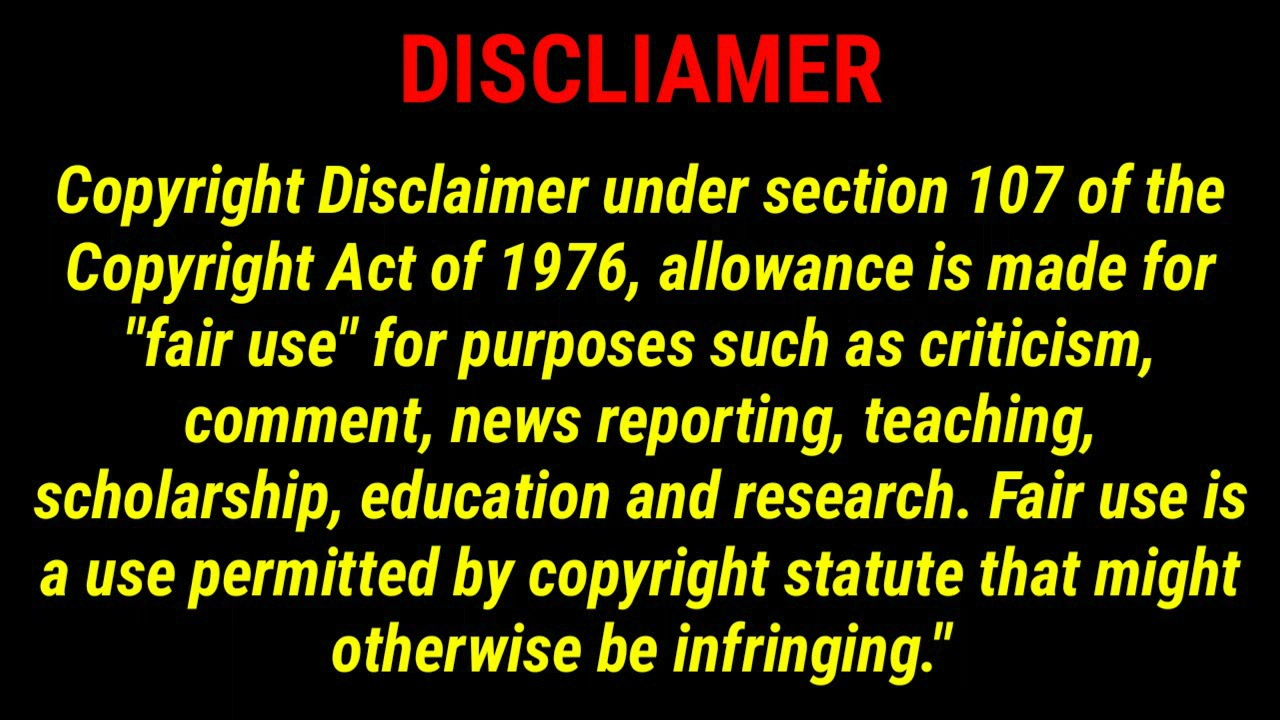 DISCLIAMER
Copyright Disclaimer under section 107 of the
Copyright Act of 1976, allowance is made for
"fair use" for purposes such as criticism,
comment, news reporting, teaching,
scholarship, education and research. Fair use is
a use permitted by copyright statute that might
otherwise be infringing."